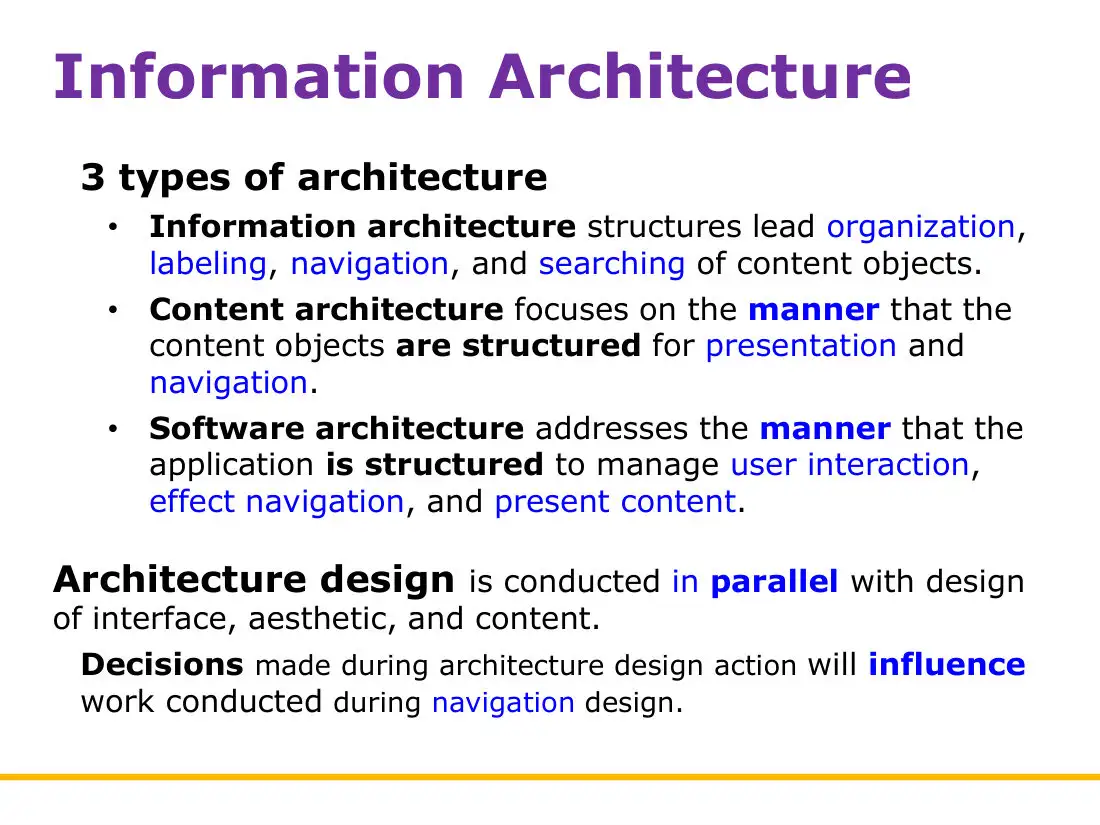 Information Architecture
3 types of architecture
• Information architecture structures lead organization,
labeling, navigation, and searching of content objects.
• Content architecture focuses on the manner that the
content objects are structured for presentation and
navigation.
• Software architecture addresses the manner that the
application is structured to manage user interaction,
effect navigation, and present content.
Architecture design is conducted in parallel with design
of interface, aesthetic, and content.
Decisions made during architecture design action will influence
work conducted during navigation design.